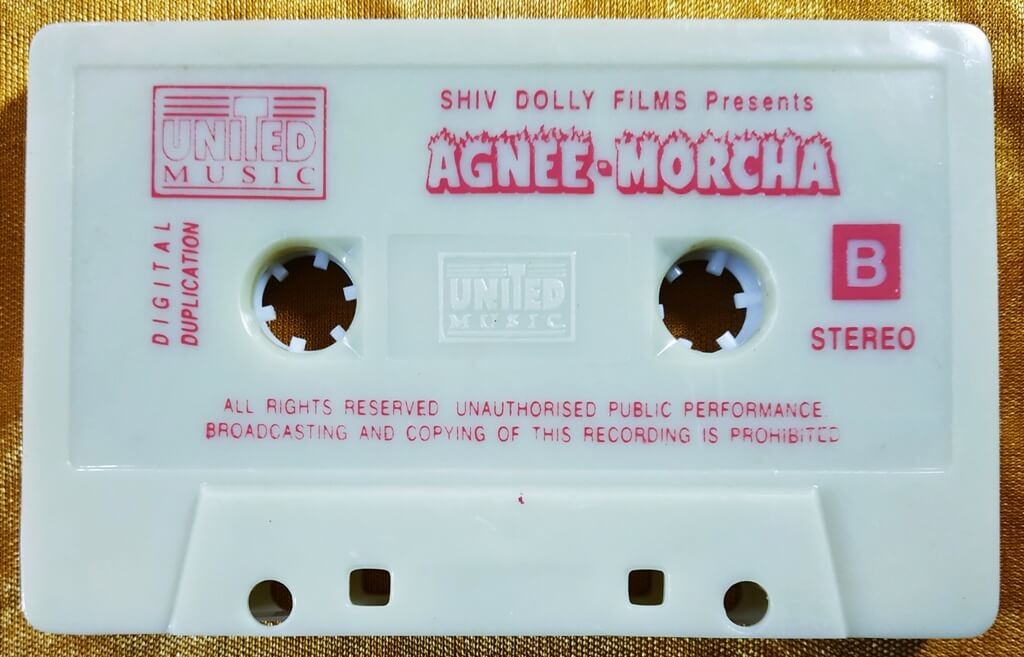 UNITED
MUSIC
SHIV DOLLY FiLMS Presents
AGNEE-MORCHA
DIGITAL
DUPLICATION
UNITED
MUSIC
B
STEREO
ALL RIGHTS RESERVED UNAUTHORISED PUBLIC PERFORMANCE.
BROADCASTING AND COPYING OF THIS RECORDING IS PROHIBITED